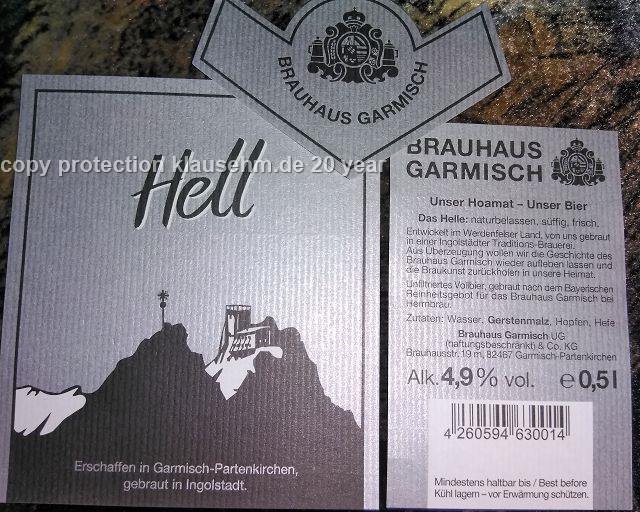 BRAUHAUS GARMISCH
copy protection klausehm.de 20 year
Hell
Erschaffen in Garmisch-Partenkirchen,
gebraut in Ingolstadt.
BRAUHAUS
GARMISCH
Unser Hoamat – Unser Bier
Das Helle: naturbelassen, süffig, frisch.
Entwickelt im Werdenfelser Land, von uns gebraut
in einer Ingolstädter Traditions-Brauerei.
Aus Überzeugung wollen wir die Geschichte des
Brauhaus Garmisch wieder aufleben lassen und
die Braukunst zurückholen in unsere Heimat.
Unfiltriertes Vollbier, gebraut nach dem Bayerischen
Reinheitsgebot für das Brauhaus Garmisch bei
Herrnbräu.
Zutaten: Wasser, Gerstenmalz, Hopfen, Hefe
Brauhaus Garmisch UG
(haftungsbeschränkt) & Co. KG
Brauhausstr. 19 m, 82467 Garmisch-Partenkirchen
Alk. 4,9 % vol. e 0,5 l
4 260594 630014
Mindestens haltbar bis / Best before
Kühl lagern – vor Erwärmung schützen.